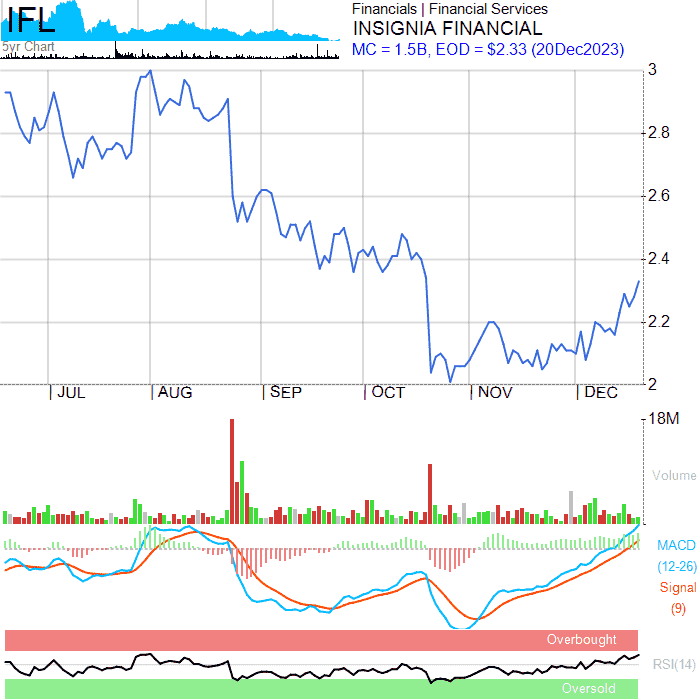 IFL
5yr Chart
Financials | Financial Services
INSIGNIA FINANCIAL
MC = 1.5B, EOD = $2.33 (20Dec2023)
3
2.8
2.6
2.4
2.2
2
JUL
AUG
SEP
OCT
NOV
DEC
18M
Volume
MACD
(12-26)
Signal
(9)
Overbought
RSI(14)
Oversold